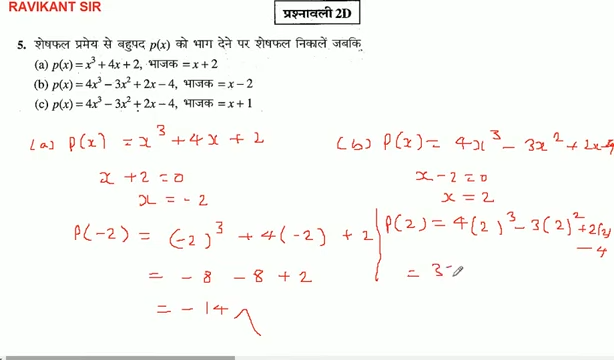 RAVIKANT SIR
प्रश्नावली 2D
5. शेषफल प्रमेय से बहुपद p(x) को भाग देने पर शेषफल निकालें जबकि
(a) p(x) = x³ + 4x + 2, भाजक = x + 2
(b) p(x) = 4x³ − 3x² + 2x − 4, भाजक = x − 2
(c) p(x) = 4x³ − 3x² + 2x − 4, भाजक = x + 1
(a) P(x) = x³ + 4x + 2
x + 2 = 0
x = - 2
P(-2) = (-2)³ + 4(-2) + 2
= - 8 - 8 + 2
= - 14
(b) P(x) = 4x³ - 3x² + 2x - 4
x - 2 = 0
x = 2
P(2) = 4(2)³ - 3(2)² + 2(2) - 4
= 3